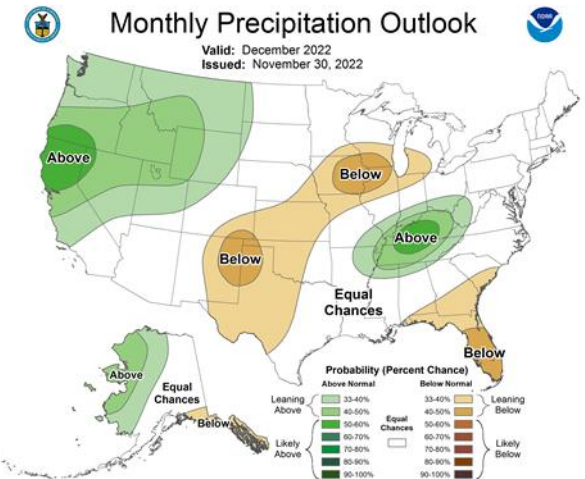 Monthly Precipitation Outlook
Valid: December 2022
Issued: November 30, 2022
NOAA
Above
Below
Above
Below
Equal
Chances
Below
Above
Equal
Chances
Below
Probability (Percent Chance)
Above Normal Below Normal
Leaning
Above
33-40%
40-50%
Likely
Above
50-60%
60-70%
70-80%
80-90%
90-100%
Equal
Chances
33-40%
40-50%
Leaning
Below
50-60%
60-70%
70-80%
80-90%
90-100%
Likely
Below